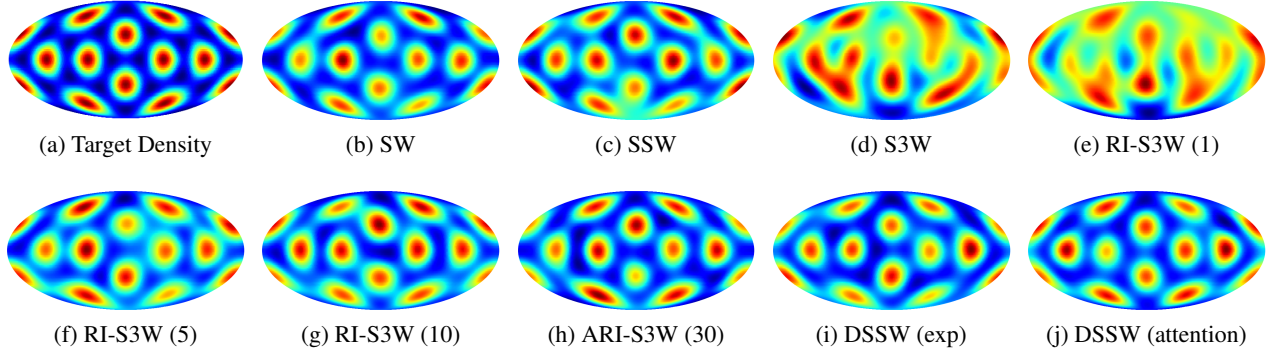 (a) Target Density (b) SW (c) SSW (d) S3W (e) RI-S3W (1)
(f) RI-S3W (5) (g) RI-S3W (10) (h) ARI-S3W (30) (i) DSSW (exp) (j) DSSW (attention)